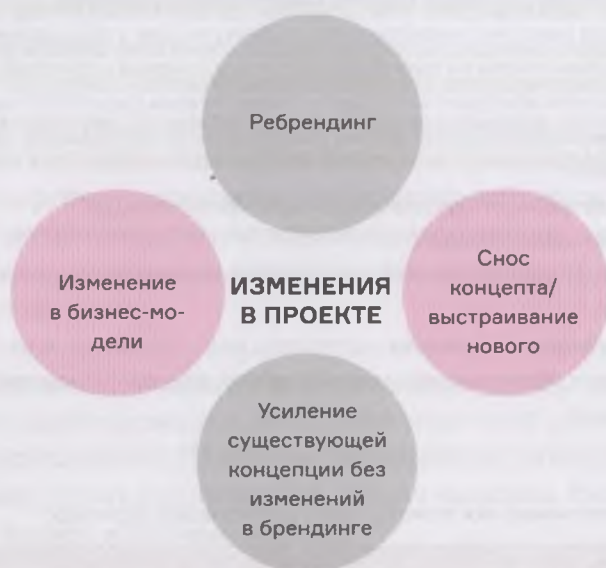 Ребрендинг
Изменение
в бизнес-мо-
дели
ИЗМЕНЕНИЯ
В ПРОЕКТЕ
Снос
концепта/
выстраивание
нового
Усиление
существующей
концепции без
изменений
в брендинге